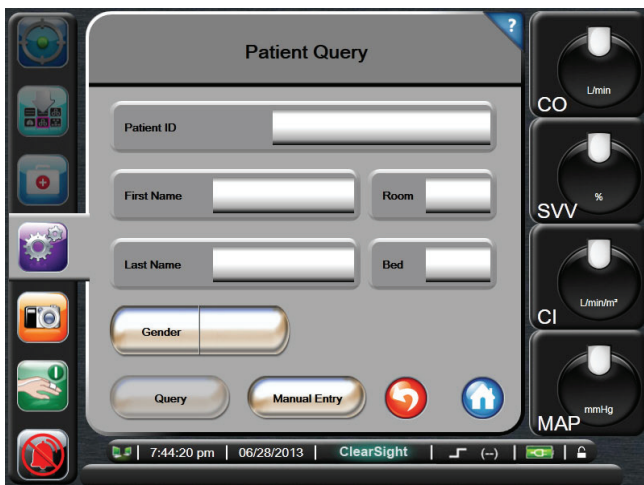 Patient Query
?
Patient ID
First Name
Room
Last Name
Bed
Gender
Query
Manual Entry
L/min
CO
%
SVV
L/min/m²
CI
mmHg
MAP
7:44:20 pm | 06/28/2013 | ClearSight | (--) |